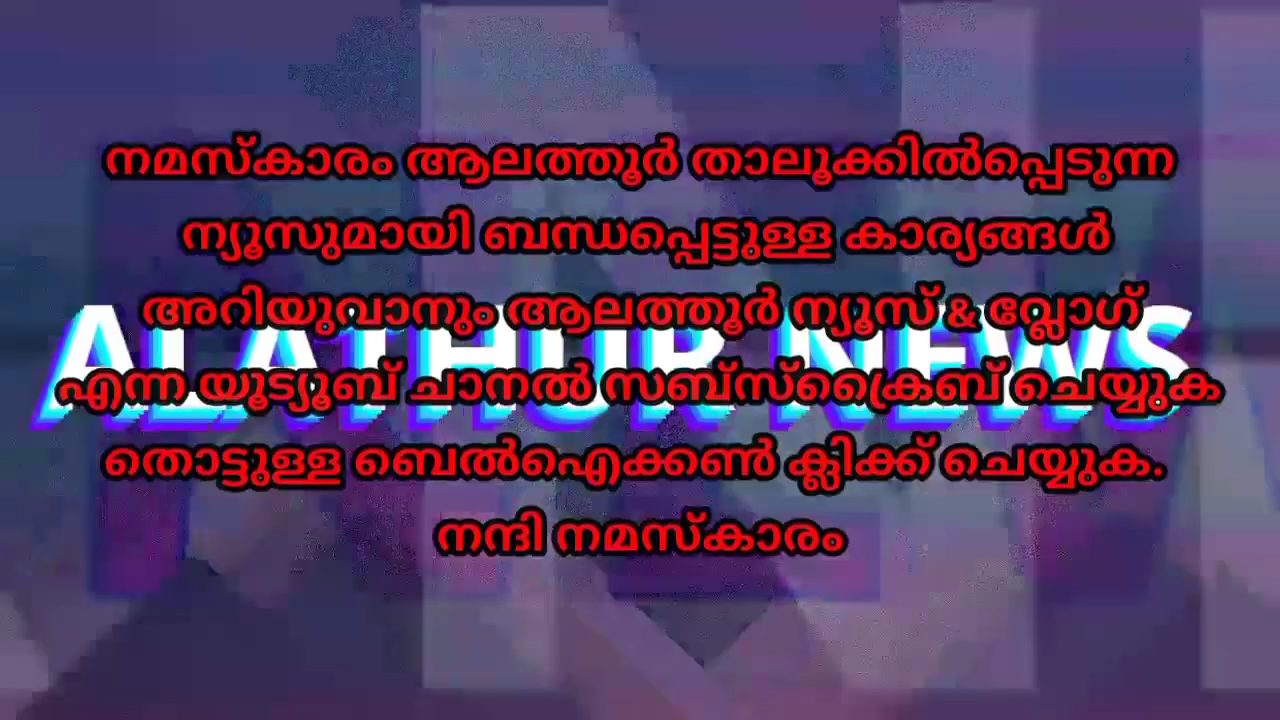 നമസ്കാരം ആലത്തൂർ താലൂക്കിൽപ്പെടുന്ന
ന്യൂസുമായി ബന്ധപ്പെട്ടുള്ള കാര്യങ്ങൾ
അറിയുവാനും ആലത്തൂർ ന്യൂസ് & വ്ലോഗ്
ALATHUR NEWS
എന്ന യൂട്യൂബ് ചാനൽ സബ്സ്ക്രൈബ് ചെയ്യുക
തൊട്ടുള്ള ബെൽഐക്കൺ ക്ലിക്ക് ചെയ്യുക.
നന്ദി നമസ്കാരം